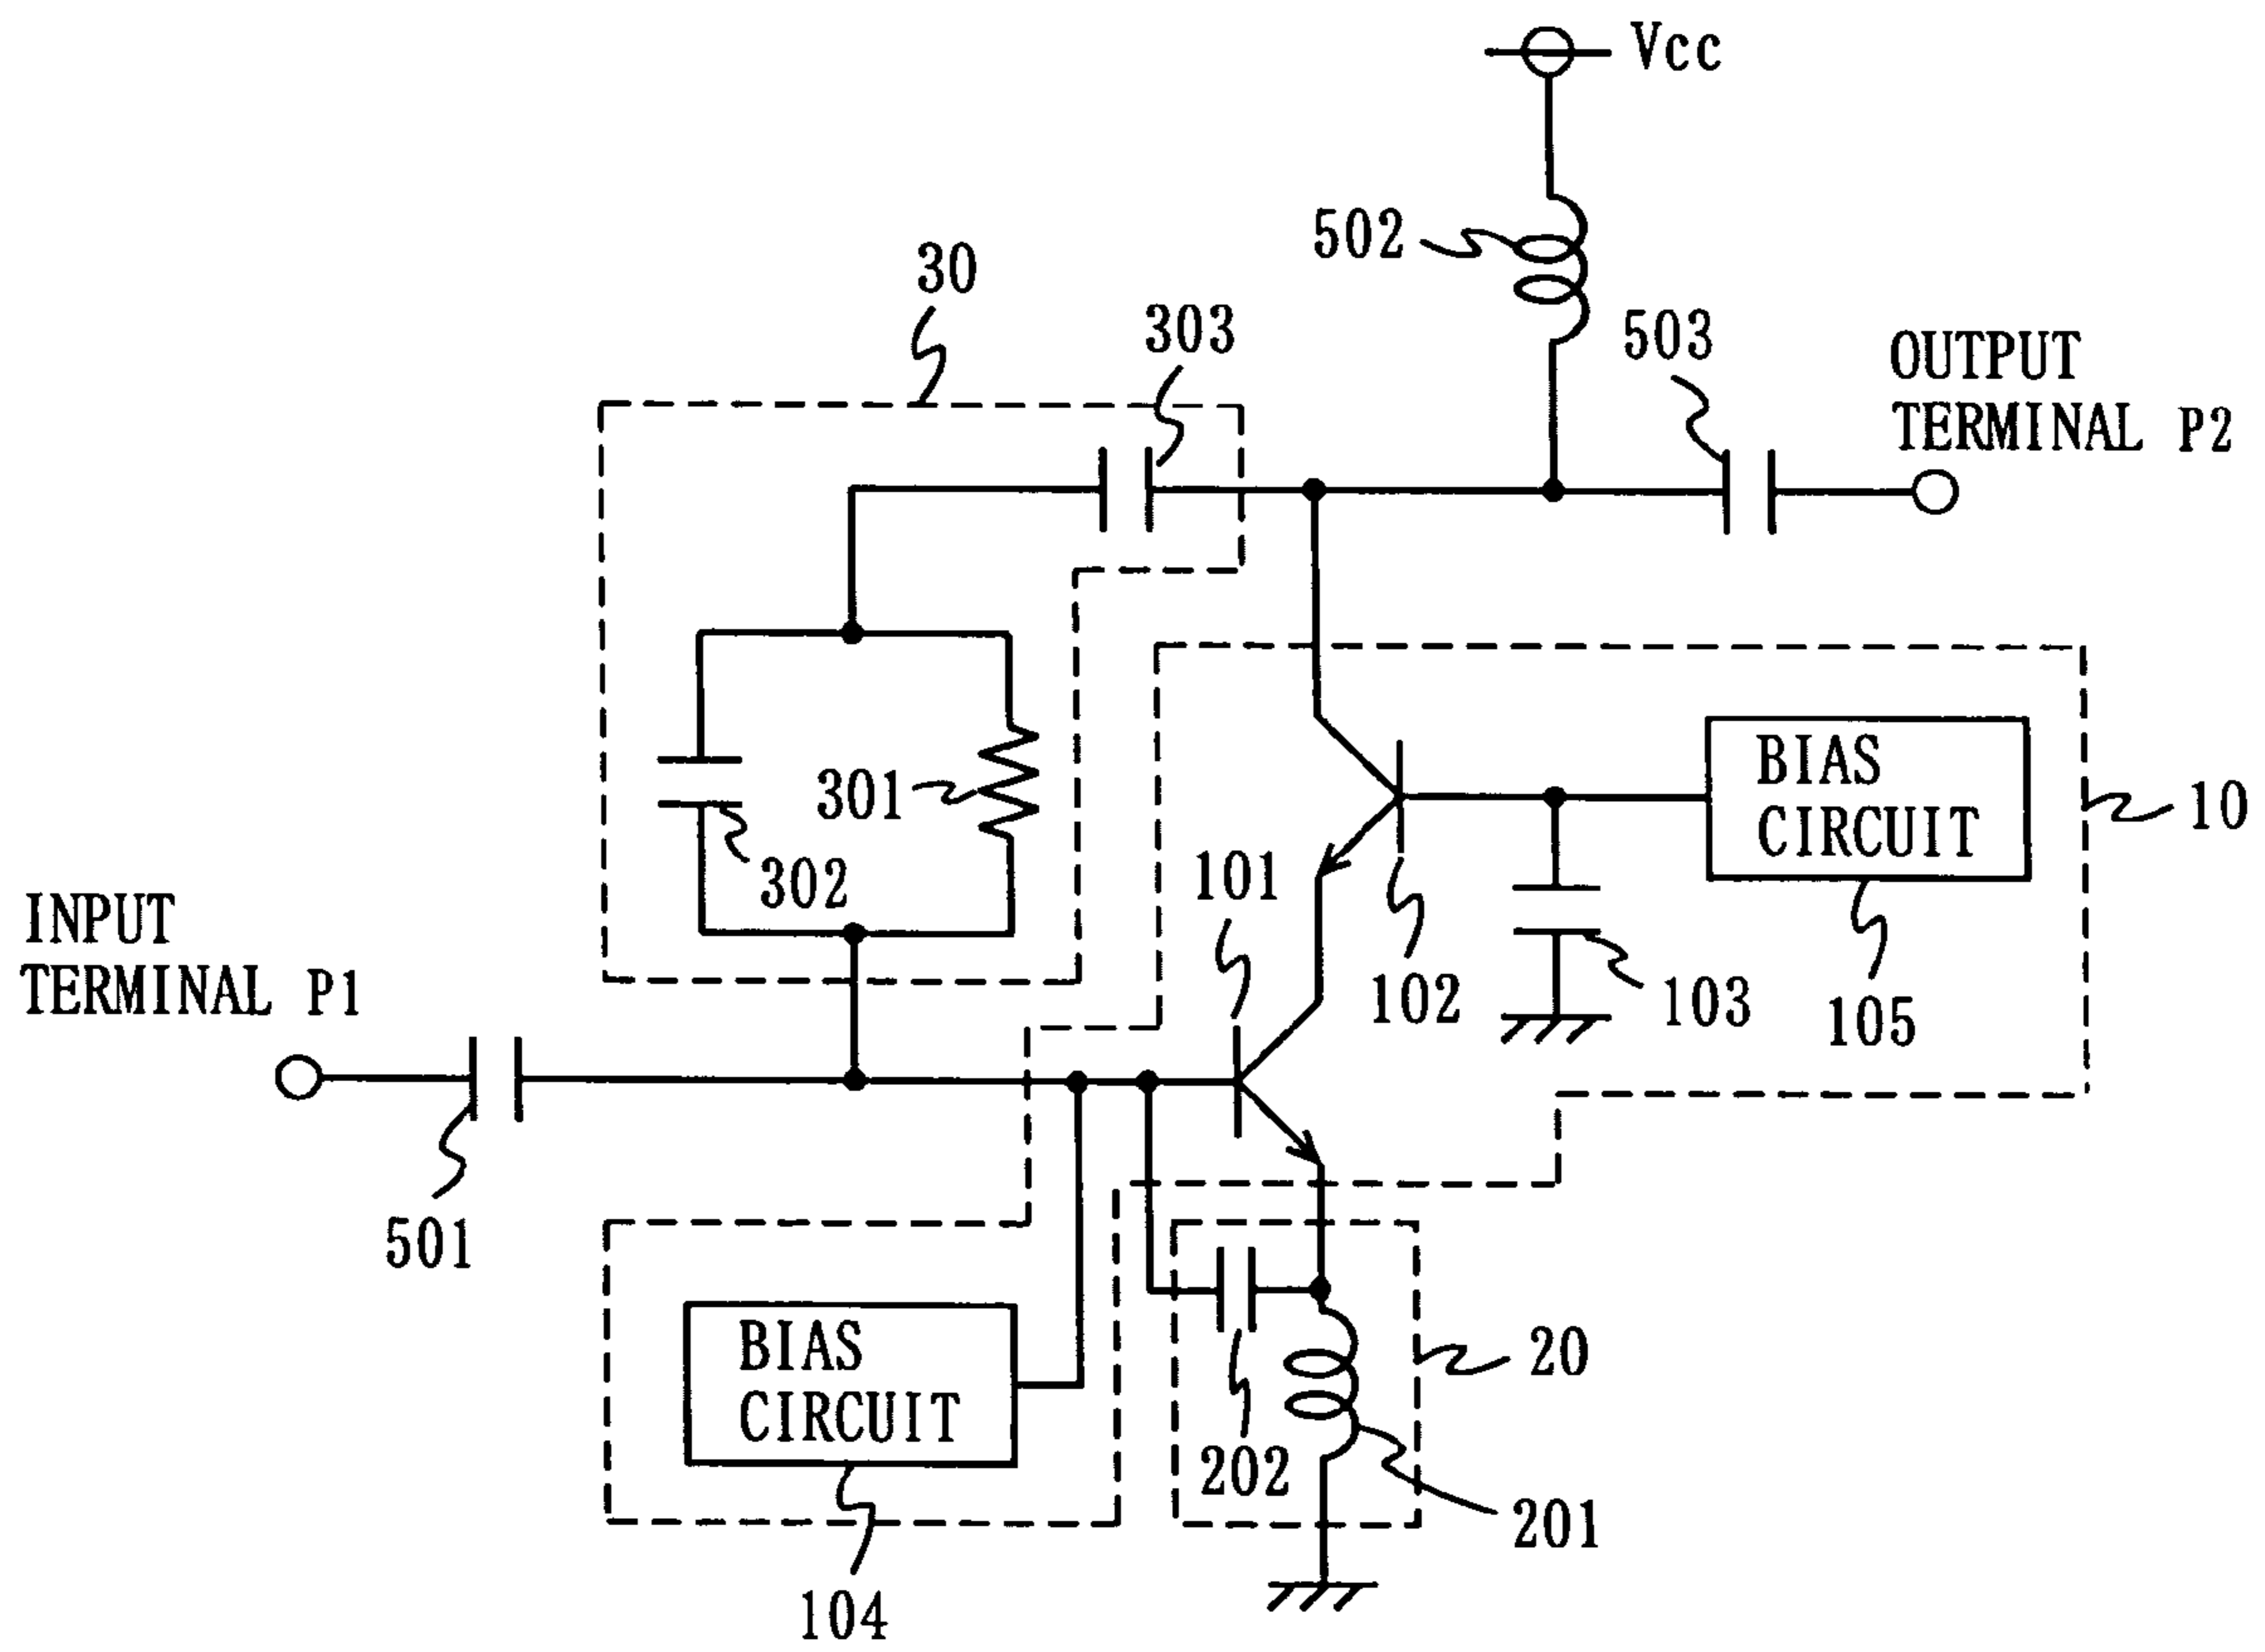 Vcc
502
30
303
503
OUTPUT
TERMINAL P2
BIAS
CIRCUIT
10
301
302
101
102
103
105
INPUT
TERMINAL P1
501
BIAS
CIRCUIT
20
202
201
104